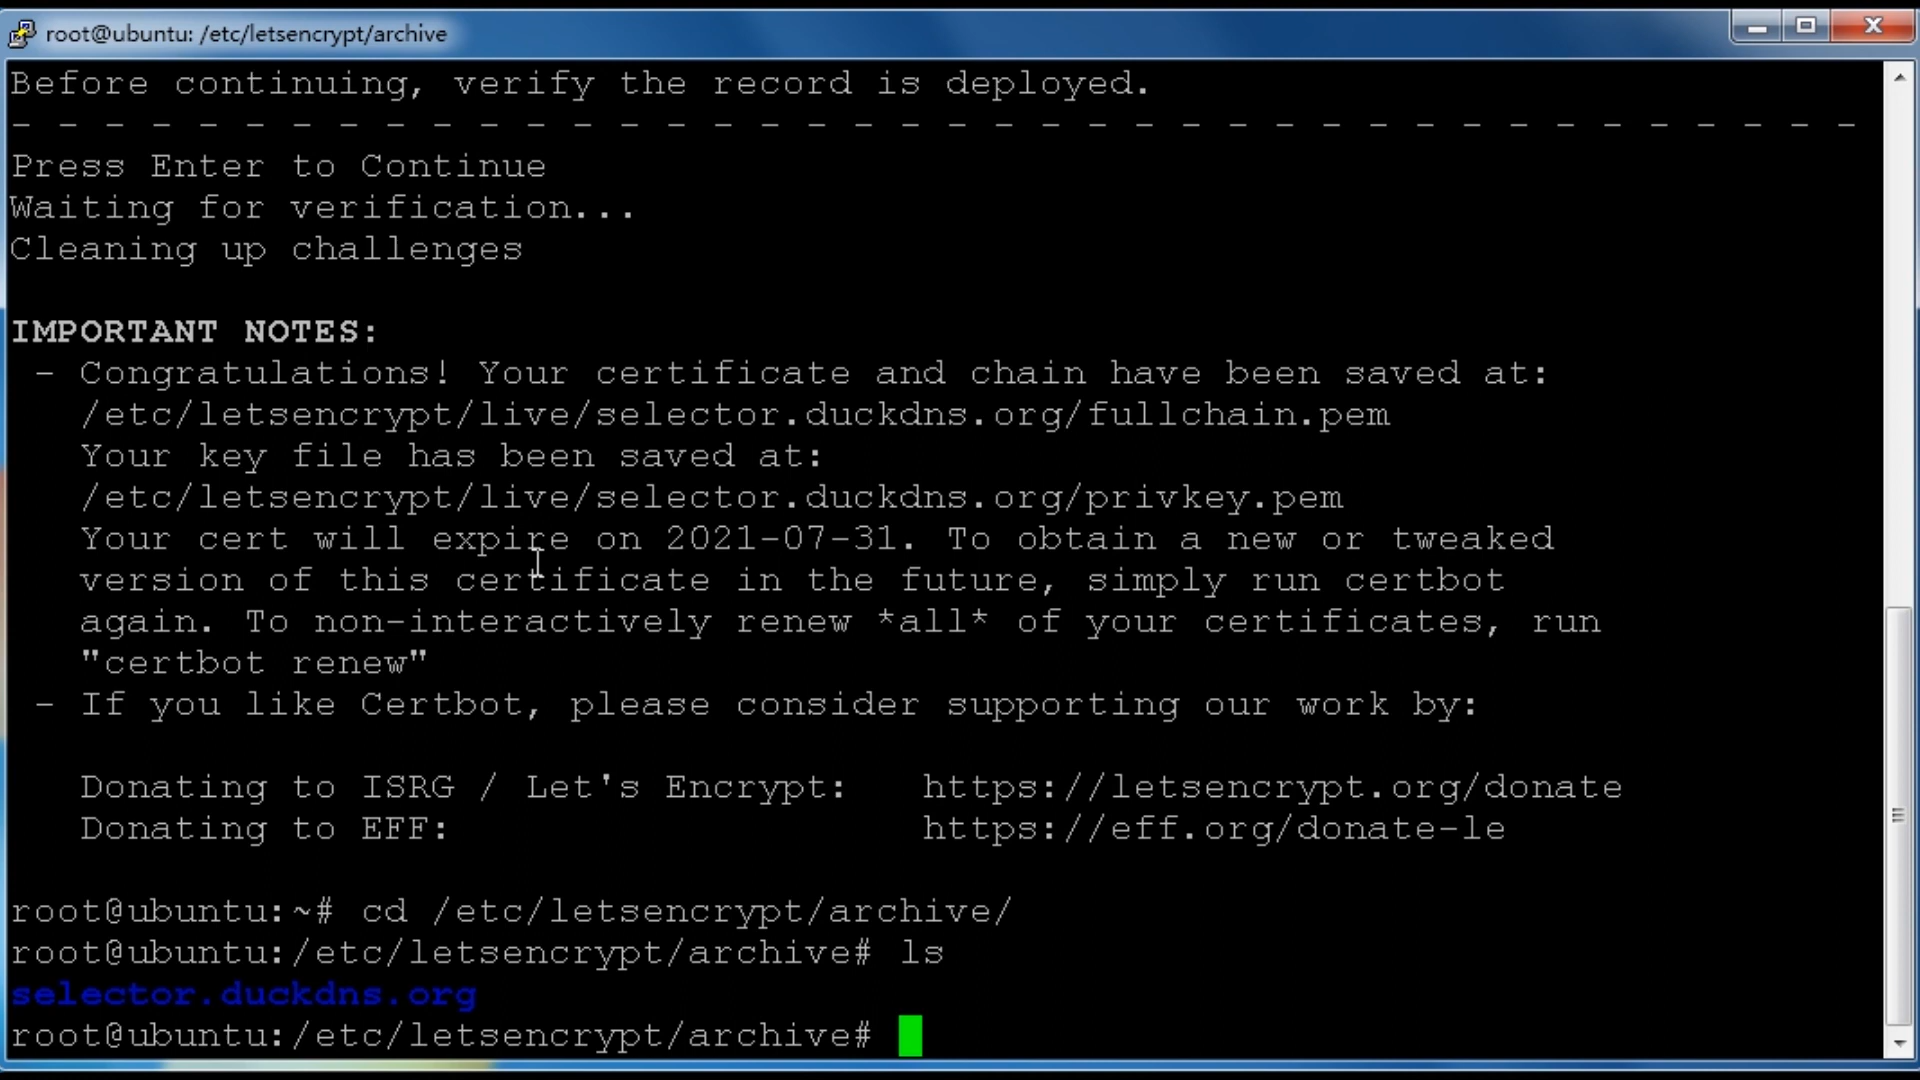 root@ubuntu: /etc/letsencrypt/archive
Before continuing, verify the record is deployed.
- - - - - - - - - - - - - - - - - - - - - - - - - - - - - - - - - - - - - - - -
Press Enter to Continue
Waiting for verification...
Cleaning up challenges
IMPORTANT NOTES:
- Congratulations! Your certificate and chain have been saved at:
/etc/letsencrypt/live/selector.duckdns.org/fullchain.pem
Your key file has been saved at:
/etc/letsencrypt/live/selector.duckdns.org/privkey.pem
Your cert will expire on 2021-07-31. To obtain a new or tweaked
version of this certificate in the future, simply run certbot
again. To non-interactively renew *all* of your certificates, run
"certbot renew"
- If you like Certbot, please consider supporting our work by:
Donating to ISRG / Let's Encrypt:   https://letsencrypt.org/donate
Donating to EFF:                    https://eff.org/donate-le
root@ubuntu:~# cd /etc/letsencrypt/archive/
root@ubuntu:/etc/letsencrypt/archive# ls
selector.duckdns.org
root@ubuntu:/etc/letsencrypt/archive#